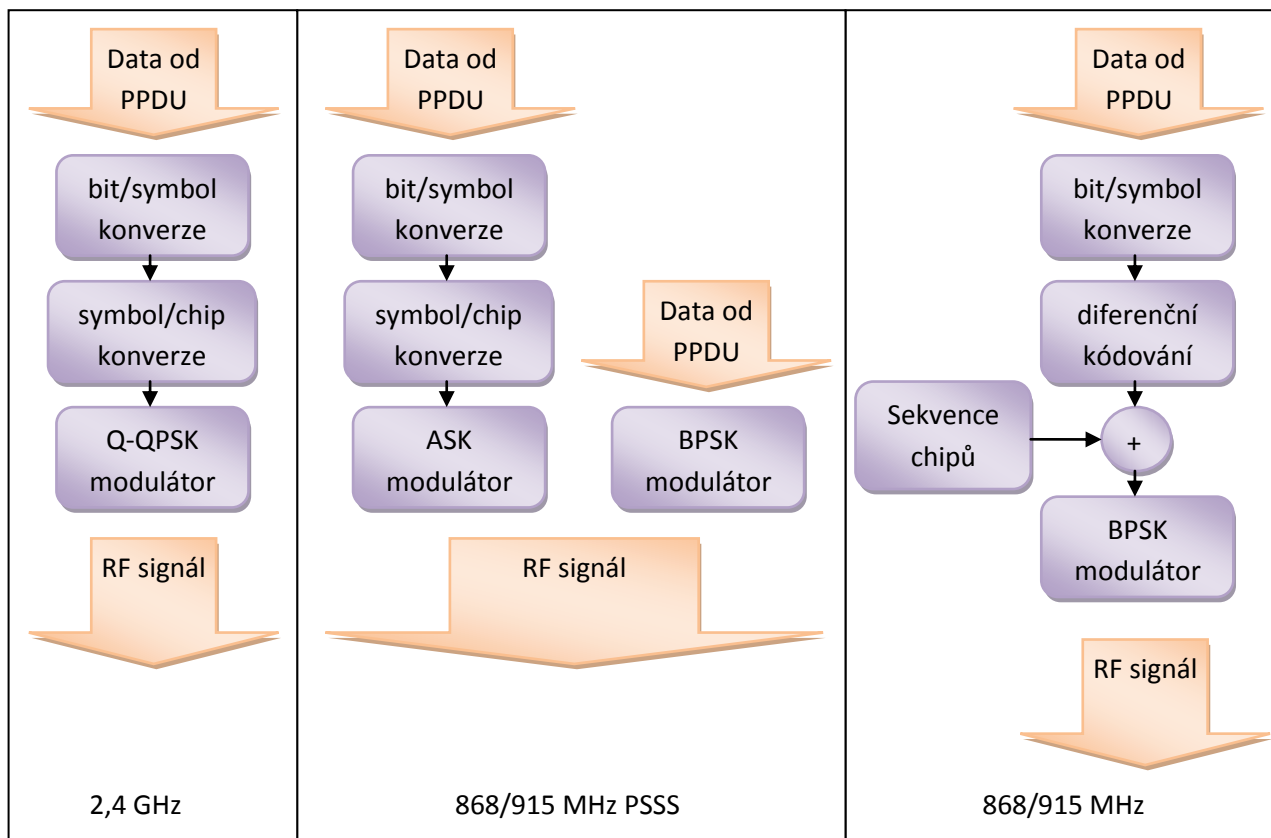 Data od
PPDU
bit/symbol
konverze
symbol/chip
konverze
Q-QPSK
modulátor
RF signál
2,4 GHz
Data od
PPDU
bit/symbol
konverze
symbol/chip
konverze
ASK
modulátor
Data od
PPDU
BPSK
modulátor
RF signál
868/915 MHz PSSS
Data od
PPDU
bit/symbol
konverze
diferenční
kódování
Sekvence
chipů
+
BPSK
modulátor
RF signál
868/915 MHz